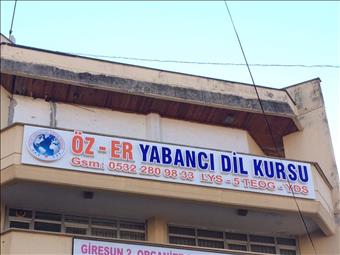 ÖZ - ER YABANCI DİL KURSU
Gsm: 0532 280 98 33 LYS - 5 TEOG - YDS
GİRESUN 2. ORGANİZE